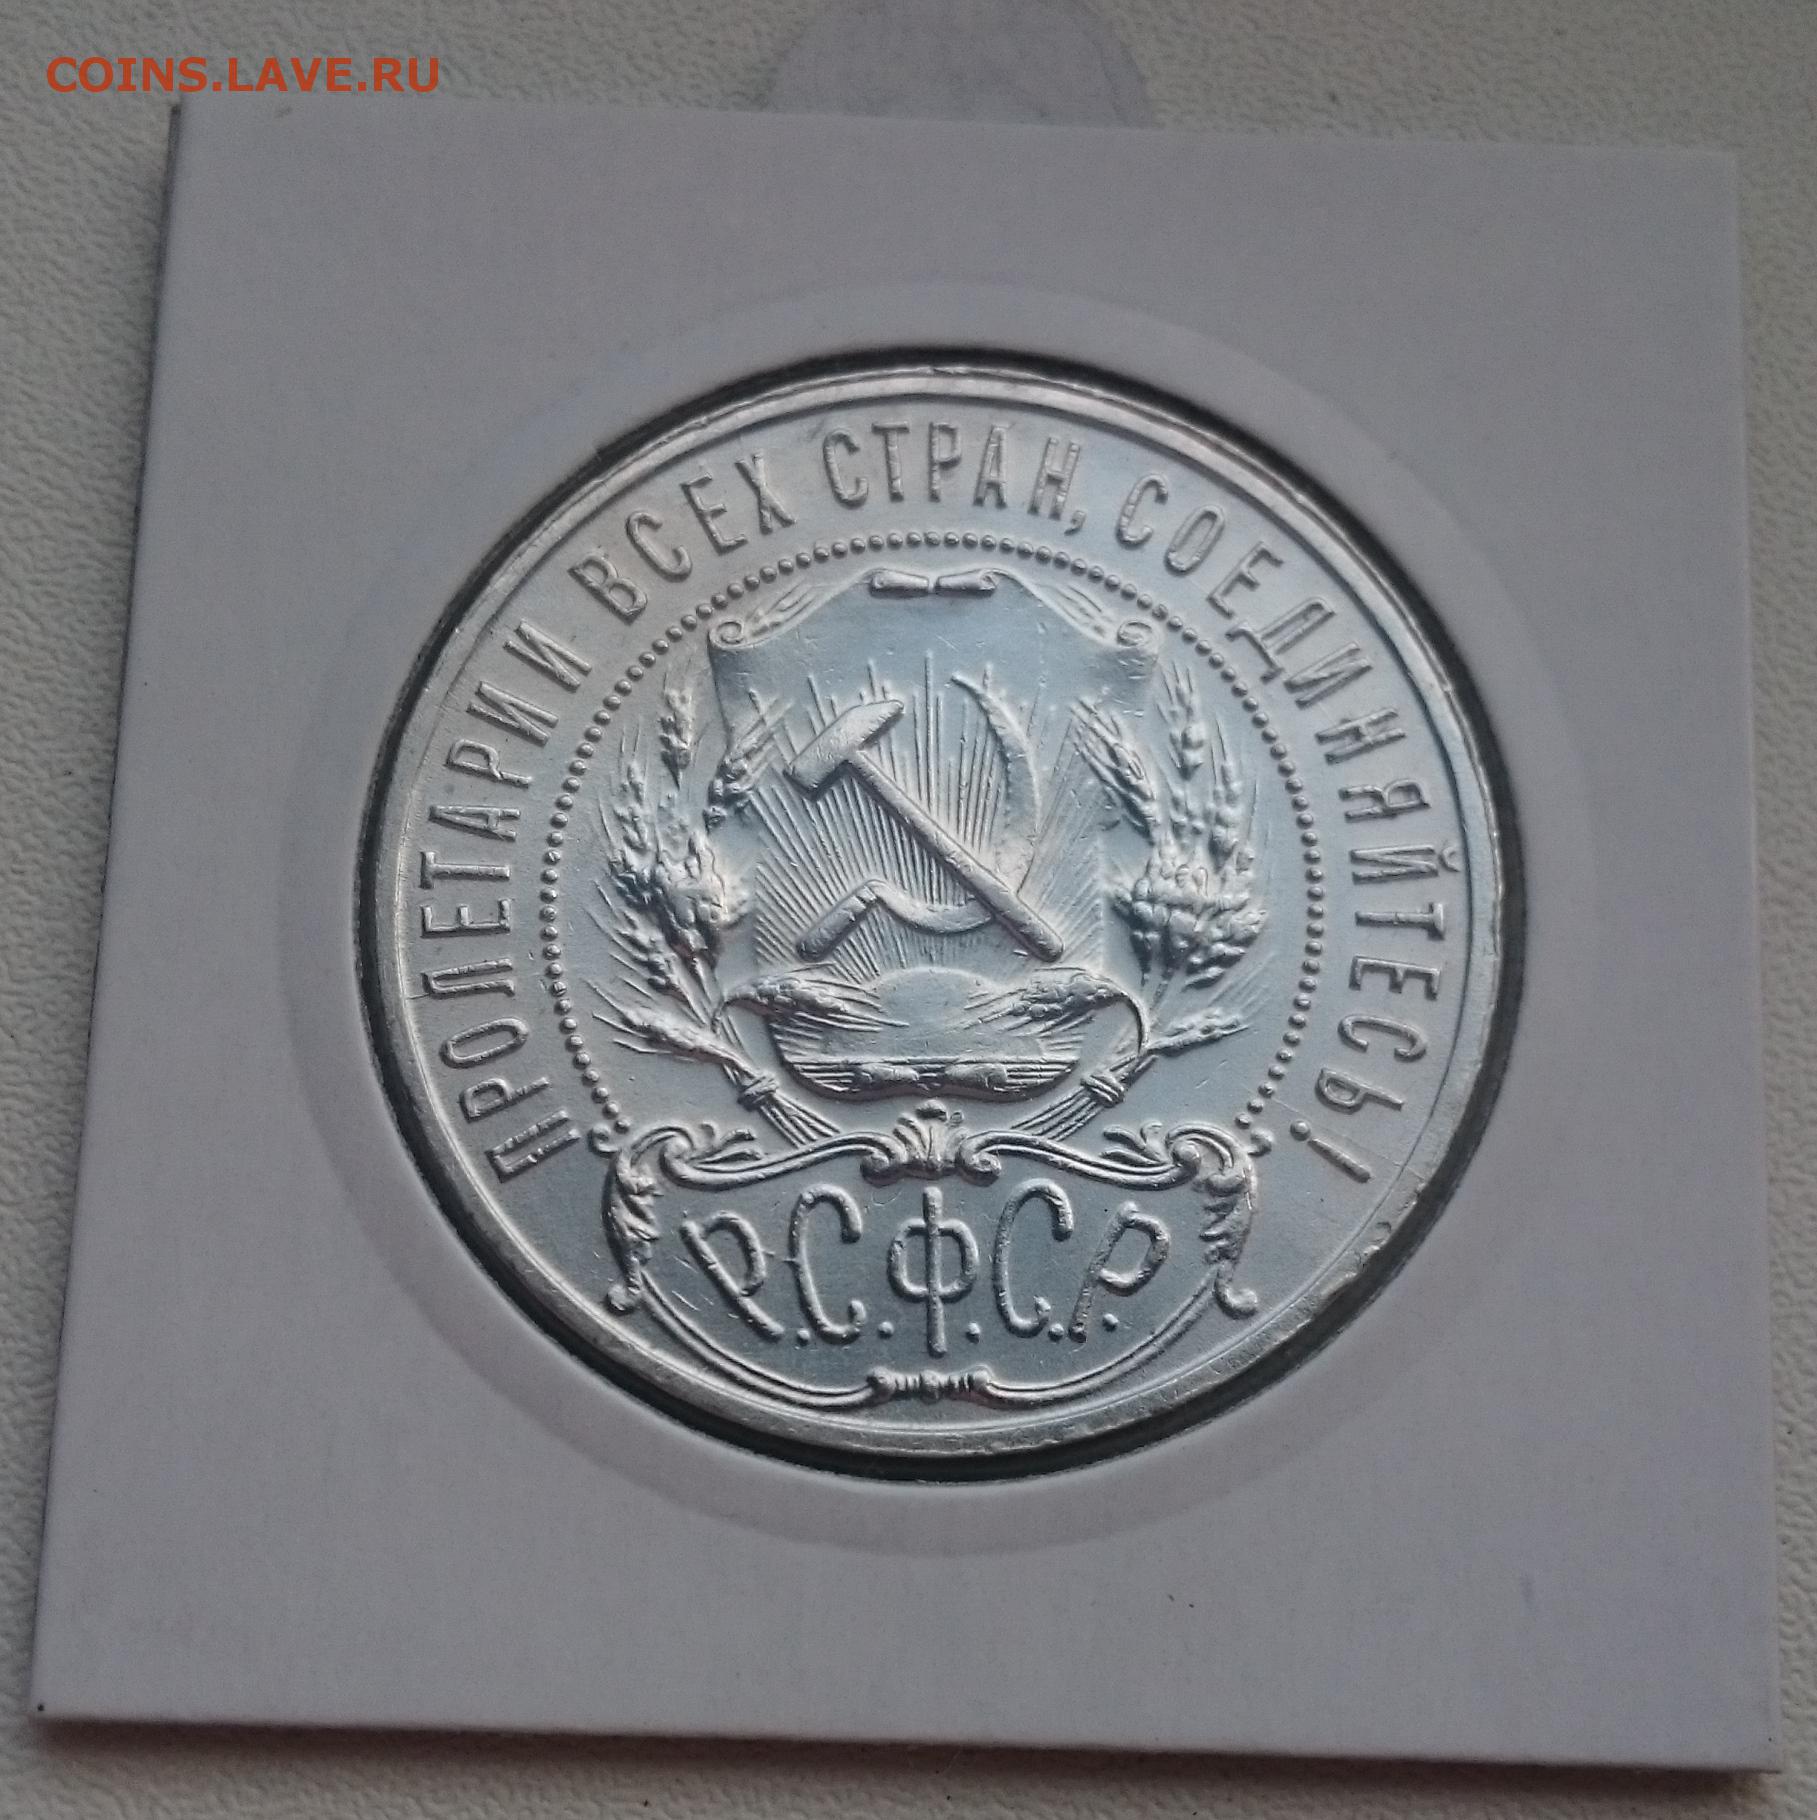 COINS.LAVE.RU
ПРОЛЕТАРИИ ВСЕХ СТРАН, СОЕДИНЯЙТЕСЬ!
Р.С.Ф.С.Р.